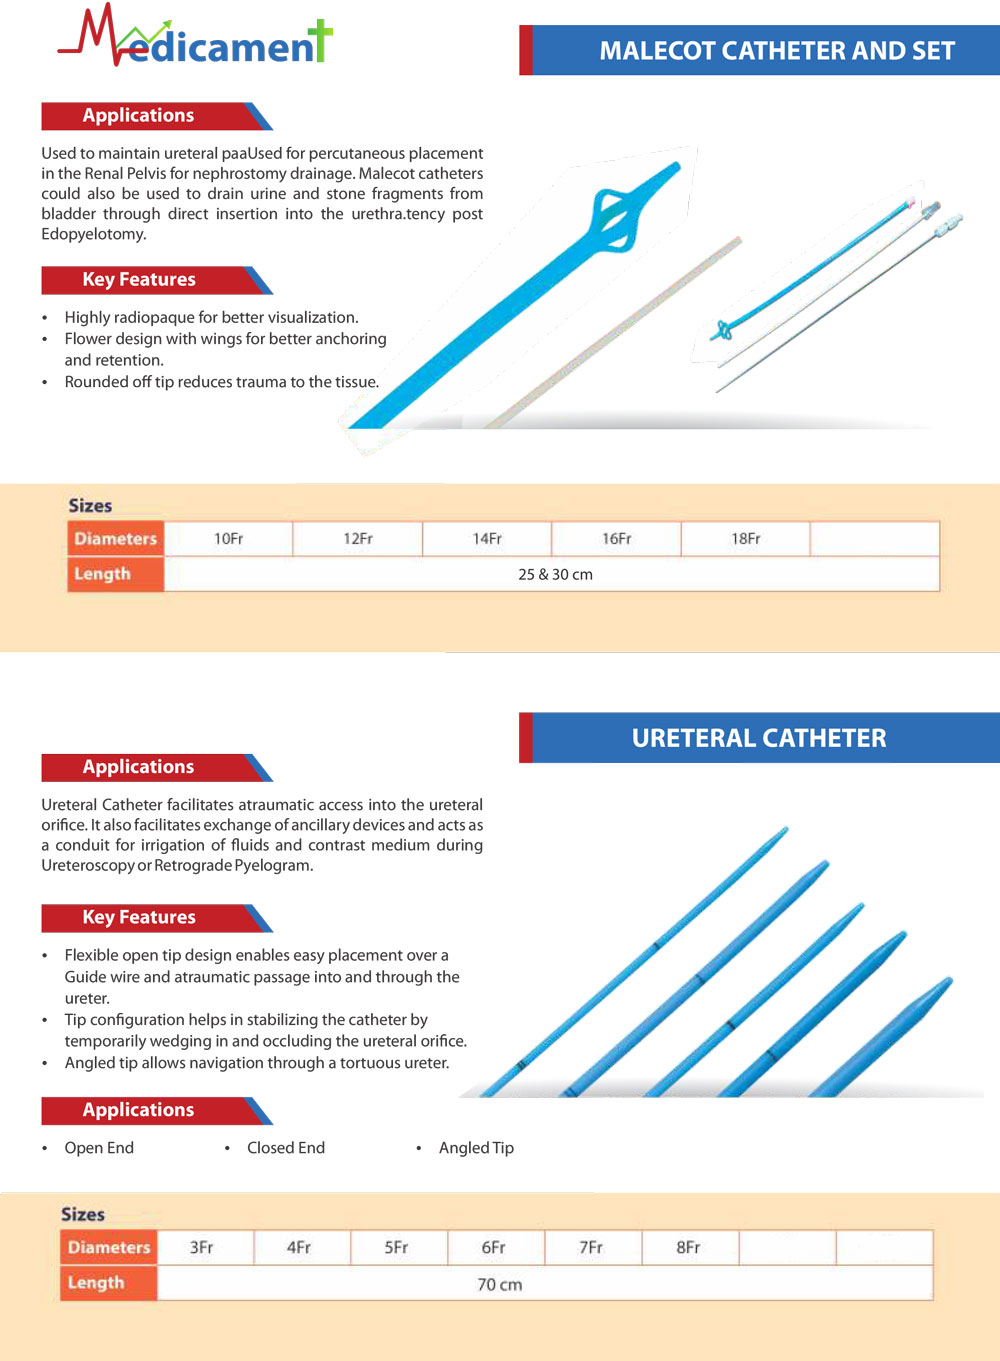 Medicament
MALECOT CATHETER AND SET
Applications
Used to maintain ureteral paaUsed for percutaneous placement
in the Renal Pelvis for nephrostomy drainage. Malecot catheters
could also be used to drain urine and stone fragments from
bladder through direct insertion into the urethra.tency post
Edopyelotomy.
Key Features
• Highly radiopaque for better visualization.
• Flower design with wings for better anchoring
and retention.
• Rounded off tip reduces trauma to the tissue.
Sizes
Diameters 10Fr 12Fr 14Fr 16Fr 18Fr
Length 25 & 30 cm
URETERAL CATHETER
Applications
Ureteral Catheter facilitates atraumatic access into the ureteral
orifice. It also facilitates exchange of ancillary devices and acts as
a conduit for irrigation of fluids and contrast medium during
Ureteroscopy or Retrograde Pyelogram.
Key Features
• Flexible open tip design enables easy placement over a
Guide wire and atraumatic passage into and through the
ureter.
• Tip configuration helps in stabilizing the catheter by
temporarily wedging in and occluding the ureteral orifice.
• Angled tip allows navigation through a tortuous ureter.
Applications
• Open End • Closed End • Angled Tip
Sizes
Diameters 3Fr 4Fr 5Fr 6Fr 7Fr 8Fr
Length 70 cm